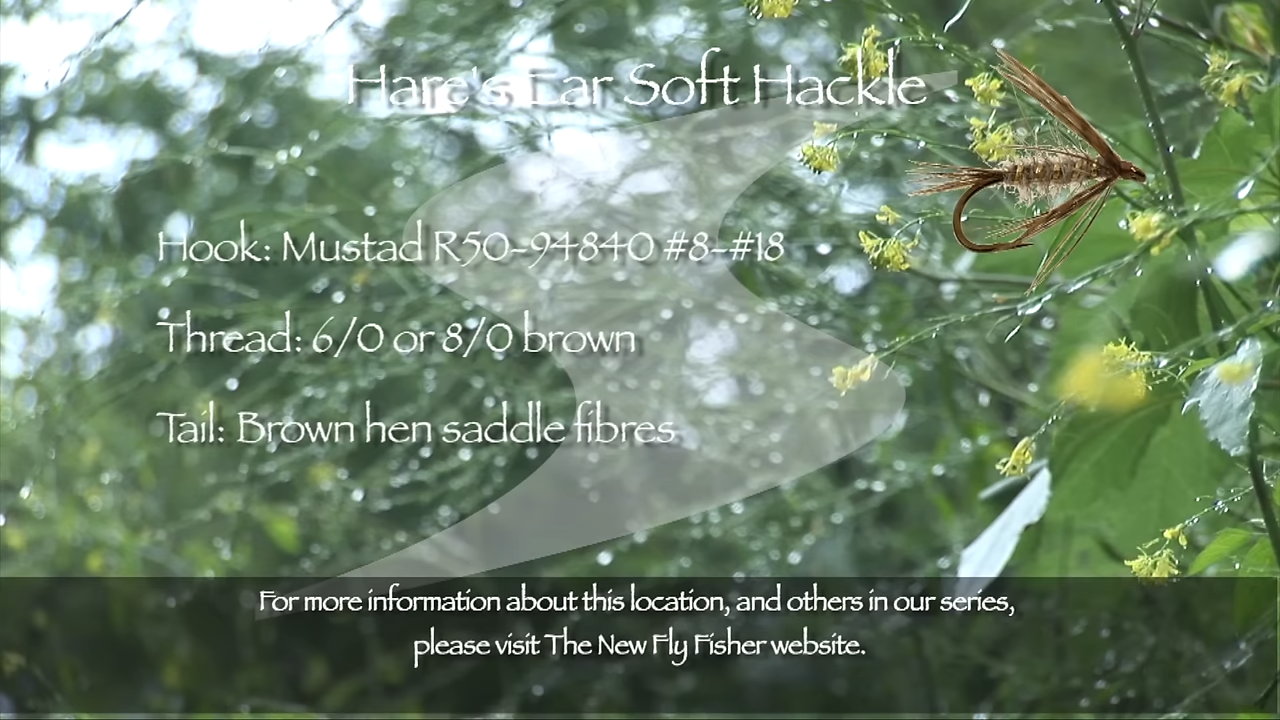 Hare's Ear Soft Hackle
Hook: Mustad R50-94840 #8-#18
Thread: 6/0 or 8/0 brown
Tail: Brown hen saddle fibres
For more information about this location, and others in our series,
please visit The New Fly Fisher website.